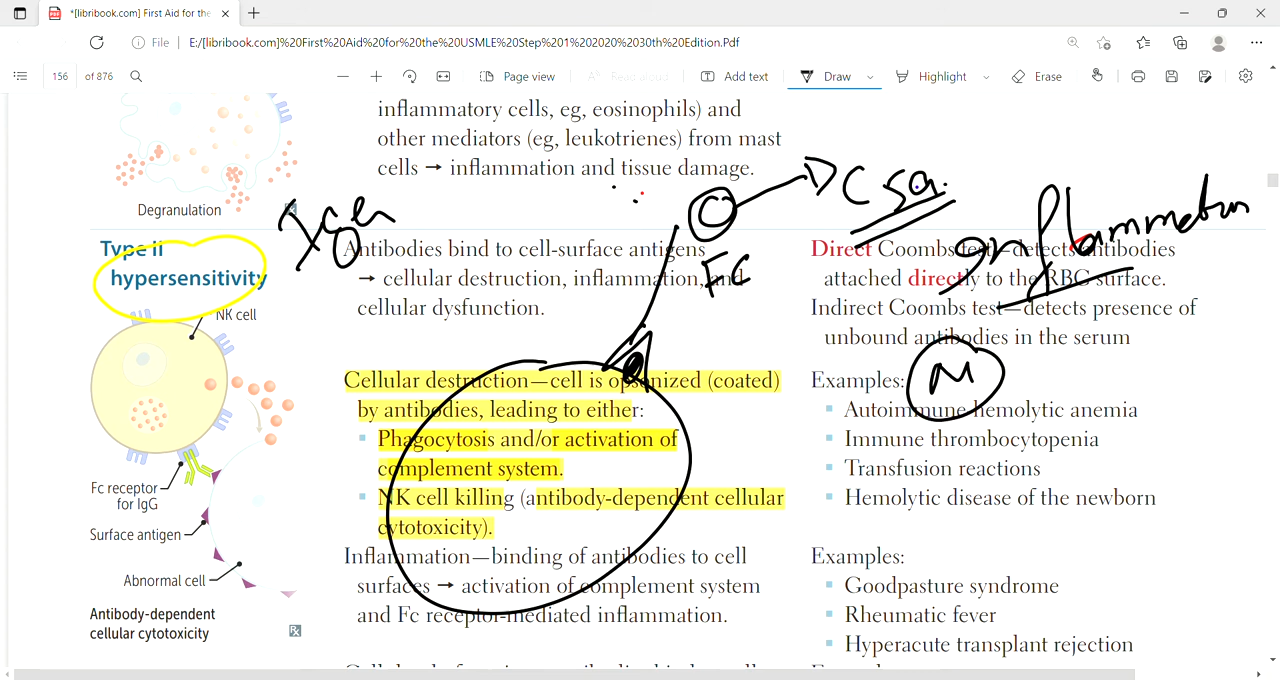 *[libribook.com] First Aid for the
File
E:/[libribook.com]%20First%20Aid%20for%20the%20USMLE%20Step%201%202020%2030th%20Edition.Pdf
156 of 876
Page view
Read aloud
Add text
Draw
Highlight
Erase
inflammatory cells, eg, eosinophils) and
other mediators (eg, leukotrienes) from mast
cells → inflammation and tissue damage.
Degranulation
Type II
hypersensitivity
NK cell
Fc receptor
for IgG
Surface antigen
Abnormal cell
Antibody-dependent
cellular cytotoxicity
Rx
Antibodies bind to cell-surface antigens
→ cellular destruction, inflammation, and
cellular dysfunction.
Cellular destruction—cell is opsonized (coated)
by antibodies, leading to either:
Phagocytosis and/or activation of
complement system.
NK cell killing (antibody-dependent cellular
cytotoxicity).
Inflammation—binding of antibodies to cell
surfaces → activation of complement system
and Fc receptor-mediated inflammation.
Direct Coombs test—detects antibodies
attached directly to the RBC surface.
Indirect Coombs test—detects presence of
unbound antibodies in the serum
Examples:
Autoimmune hemolytic anemia
Immune thrombocytopenia
Transfusion reactions
Hemolytic disease of the newborn
Examples:
Goodpasture syndrome
Rheumatic fever
Hyperacute transplant rejection
FC
C5a.
M